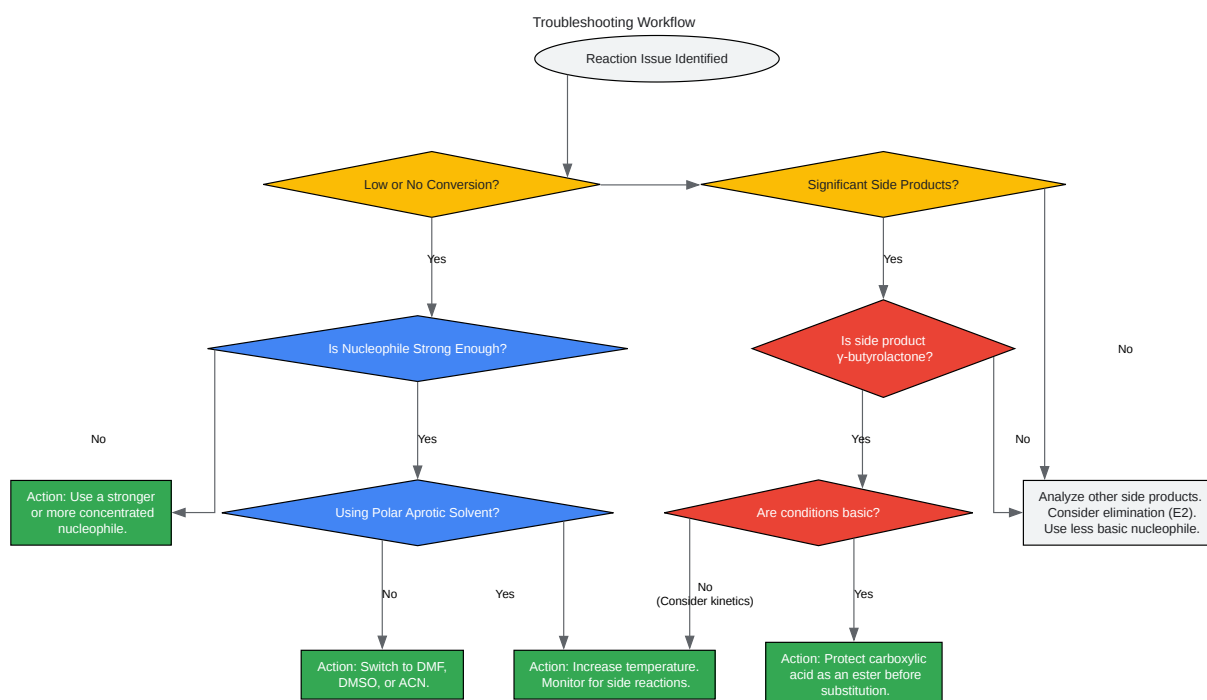 Troubleshooting Workflow
Reaction Issue Identified
Low or No Conversion?
Significant Side Products?
Yes
Yes
Is Nucleophile Strong Enough?
Is side product
γ-butyrolactone?
No
No
Yes
Yes
No
Action: Use a stronger
or more concentrated
nucleophile.
Using Polar Aprotic Solvent?
Are conditions basic?
Analyze other side products.
Consider elimination (E2).
Use less basic nucleophile.
No
Yes
No
(Consider kinetics)
Yes
Action: Switch to DMF,
DMSO, or ACN.
Action: Increase temperature.
Monitor for side reactions.
Action: Protect carboxylic
acid as an ester before
substitution.